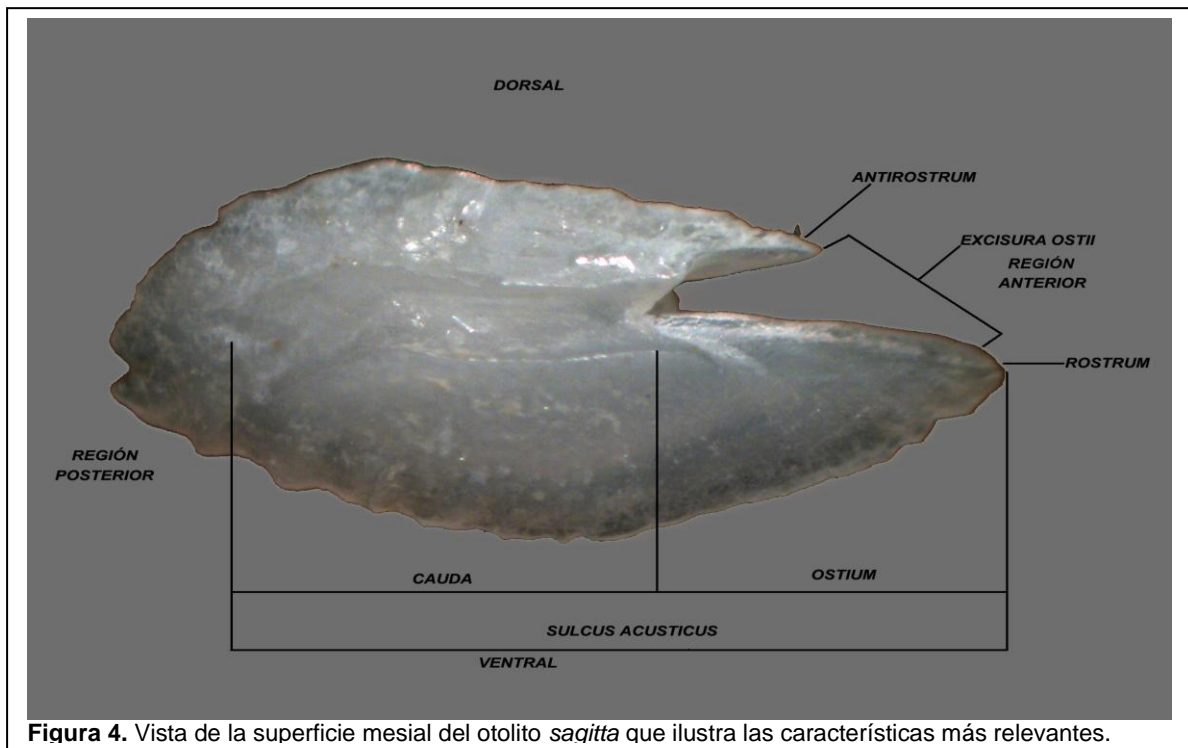 DORSAL
ANTIROSTRUM
EXCISURA OSTII
REGIÓN
ANTERIOR
ROSTRUM
REGIÓN
POSTERIOR
CAUDA
OSTIUM
SULCUS ACUSTICUS
VENTRAL
Figura 4. Vista de la superficie mesial del otolito sagitta que ilustra las características más relevantes.